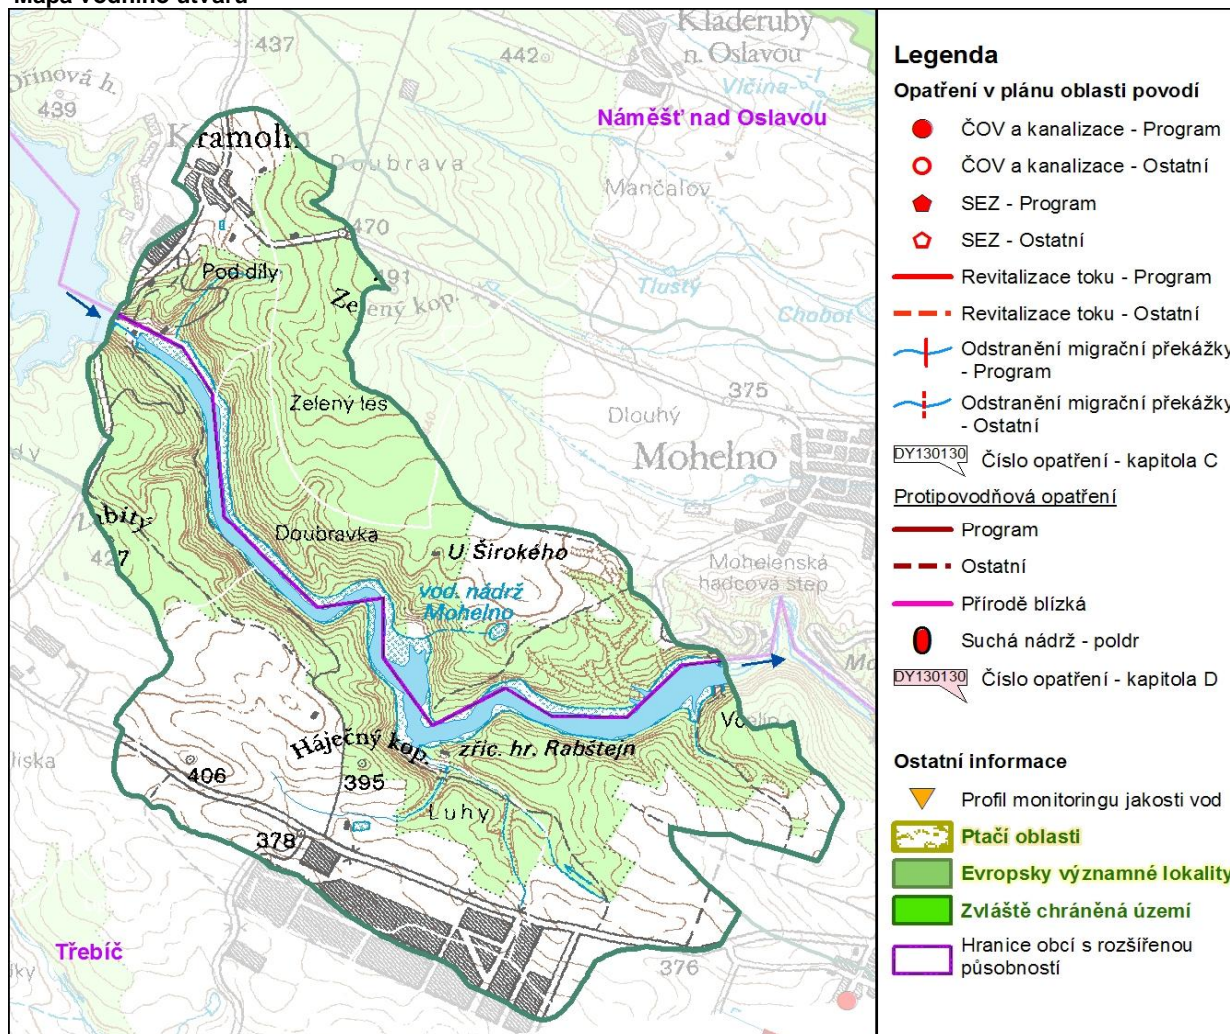 Mapa vodního útvaru
Kladeruby
n. Oslavou
437
442
Vlčina
439
Náměšť nad Oslavou
Kramolín
Doubrava
Mančalov
470
Pod díly
491
Zelený kop.
Tlustý
Chobot
Zelený les
375
Dlouhý
Mohelno
Doubravka
U Širokého
Mohelenská
hadcová step
vod. nádrž
Mohelno
Háječný kop.
zříc. hr. Rabštejn
406
395
Luhy
378
Třebíč
376
Legenda
Opatření v plánu oblasti povodí
ČOV a kanalizace - Program
ČOV a kanalizace - Ostatní
SEZ - Program
SEZ - Ostatní
Revitalizace toku - Program
Revitalizace toku - Ostatní
Odstranění migrační překážky
- Program
Odstranění migrační překážky
- Ostatní
DY130130 Číslo opatření - kapitola C
Protipovodňová opatření
Program
Ostatní
Přírodě blízká
Suchá nádrž - poldr
DY130130 Číslo opatření - kapitola D
Ostatní informace
Profil monitoringu jakosti vod
Ptačí oblasti
Evropsky významné lokality
Zvláště chráněná území
Hranice obcí s rozšířenou
působností